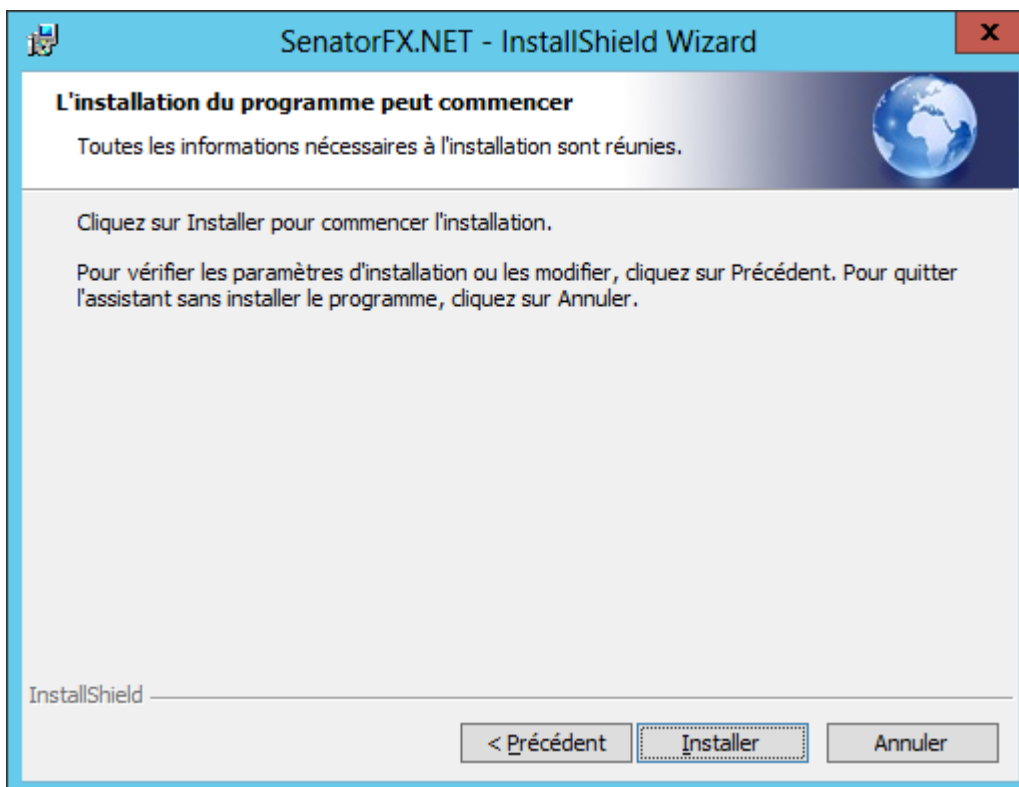 SenatorFX.NET - InstallShield Wizard
x
L'installation du programme peut commencer
Toutes les informations nécessaires à l'installation sont réunies.
Cliquez sur Installer pour commencer l'installation.
Pour vérifier les paramètres d'installation ou les modifier, cliquez sur Précédent. Pour quitter
l'assistant sans installer le programme, cliquez sur Annuler.
InstallShield
< Précédent Installer Annuler